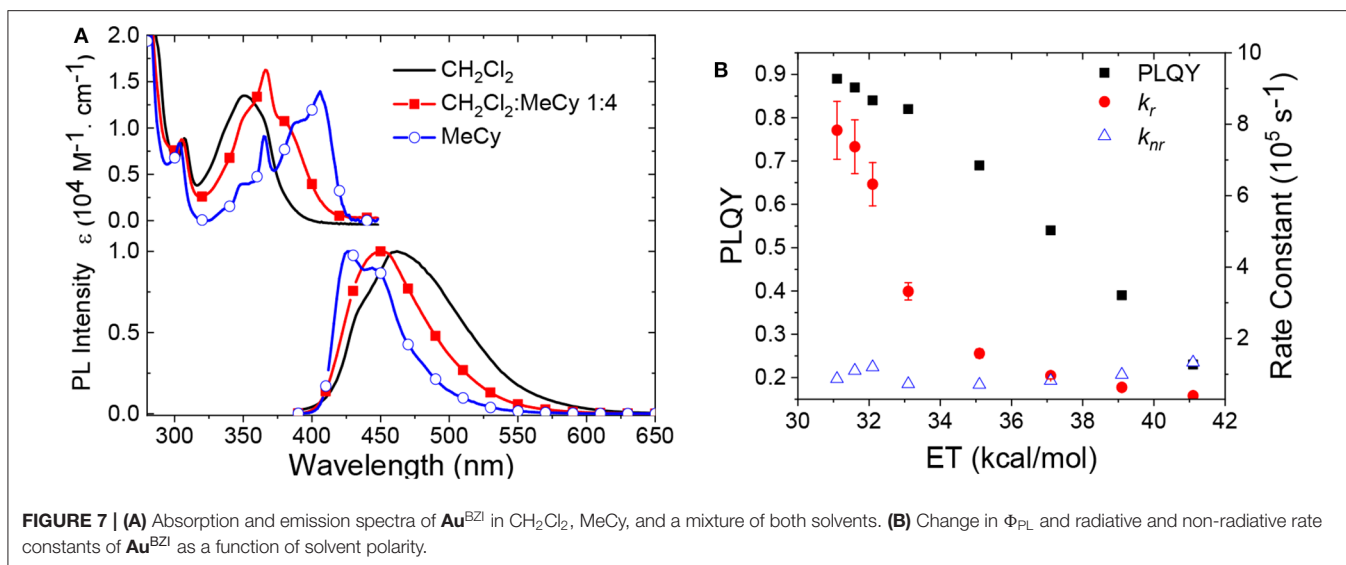 A
2.0
1.5
1.0
0.5
0.0
1.0
0.5
0.0
PL Intensity ε (10⁴ M⁻¹. cm⁻¹)
CH₂Cl₂
CH₂Cl₂:MeCy 1:4
MeCy
300 350 400 450 500 550 600 650
Wavelength (nm)
B
0.9
0.8
0.7
0.6
0.5
0.4
0.3
0.2
PLQY
PLQY
kᵣ
kₙᵣ
10
8
6
4
2
Rate Constant (10⁵ s⁻¹)
30 32 34 36 38 40 42
ET (kcal/mol)
FIGURE 7 | (A) Absorption and emission spectra of Au^BZI in CH₂Cl₂, MeCy, and a mixture of both solvents. (B) Change in Φ_PL and radiative and non-radiative rate
constants of Au^BZI as a function of solvent polarity.